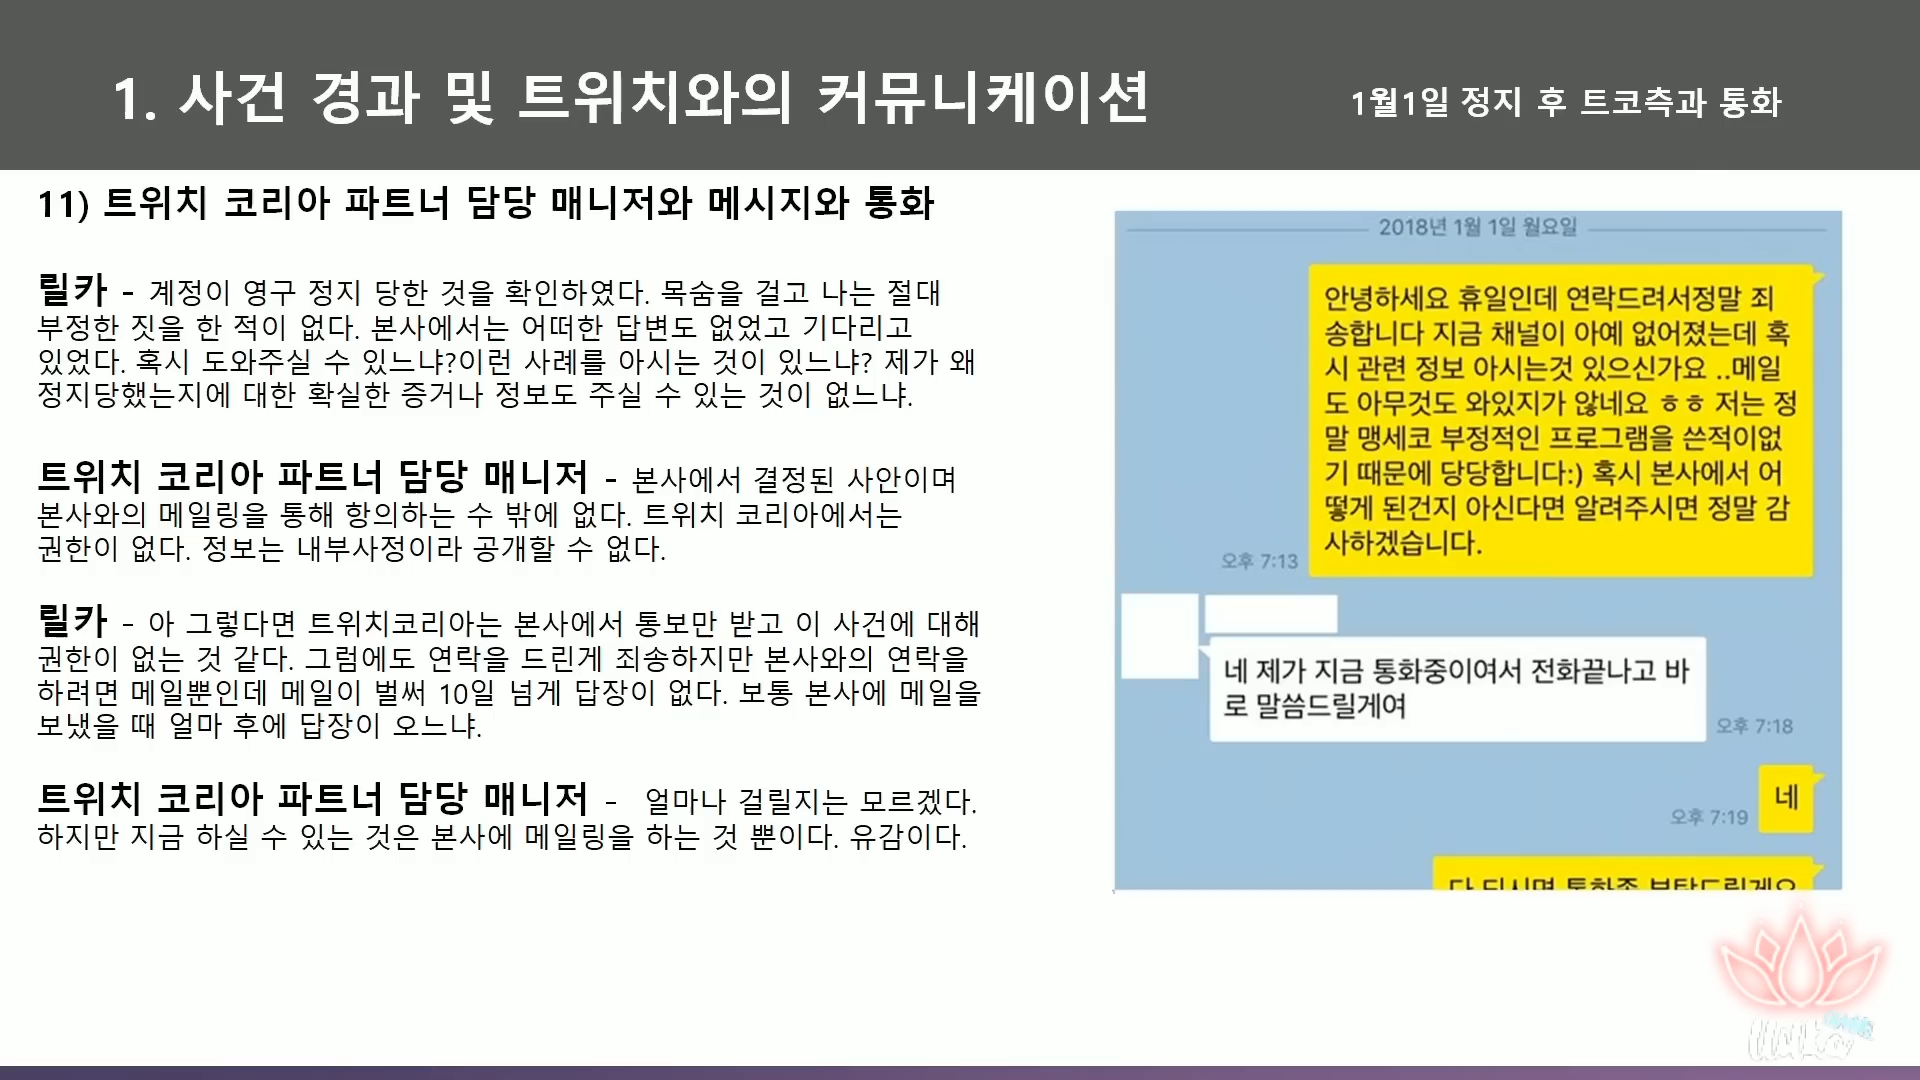 1. 사건 경과 및 트위치와의 커뮤니케이션
1월1일 정지 후 트코측과 통화
11) 트위치 코리아 파트너 담당 매니저와 메시지와 통화
릴카 - 계정이 영구 정지 당한 것을 확인하였다. 목숨을 걸고 나는 절대
부정한 짓을 한 적이 없다. 본사에서는 어떠한 답변도 없었고 기다리고
있었다. 혹시 도와주실 수 있느냐?이런 사례를 아시는 것이 있느냐? 제가 왜
정지당했는지에 대한 확실한 증거나 정보도 주실 수 있는 것이 없느냐.
트위치 코리아 파트너 담당 매니저 - 본사에서 결정된 사안이며
본사와의 메일링을 통해 항의하는 수 밖에 없다. 트위치 코리아에서는
권한이 없다. 정보는 내부사정이라 공개할 수 없다.
릴카 - 아 그렇다면 트위치코리아는 본사에서 통보만 받고 이 사건에 대해
권한이 없는 것 같다. 그럼에도 연락을 드린게 죄송하지만 본사와의 연락을
하려면 메일뿐인데 메일이 벌써 10일 넘게 답장이 없다. 보통 본사에 메일을
보냈을 때 얼마 후에 답장이 오느냐.
트위치 코리아 파트너 담당 매니저 - 얼마나 걸릴지는 모르겠다.
하지만 지금 하실 수 있는 것은 본사에 메일링을 하는 것 뿐이다. 유감이다.
2018년 1월 1일 월요일
안녕하세요 휴일인데 연락드려서정말 죄
송합니다 지금 채널이 아예 없어졌는데 혹
시 관련 정보 아시는것 있으신가요 ..메일
도 아무것도 와있지가 않네요 ㅎㅎ 저는 정
말 맹세코 부정적인 프로그램을 쓴적이없
기 때문에 당당합니다:) 혹시 본사에서 어
떻게 된건지 아신다면 알려주시면 정말 감
사하겠습니다.
오후 7:13
네 제가 지금 통화중이여서 전화끝나고 바
로 말씀드릴게여
오후 7:18
네
오후 7:19